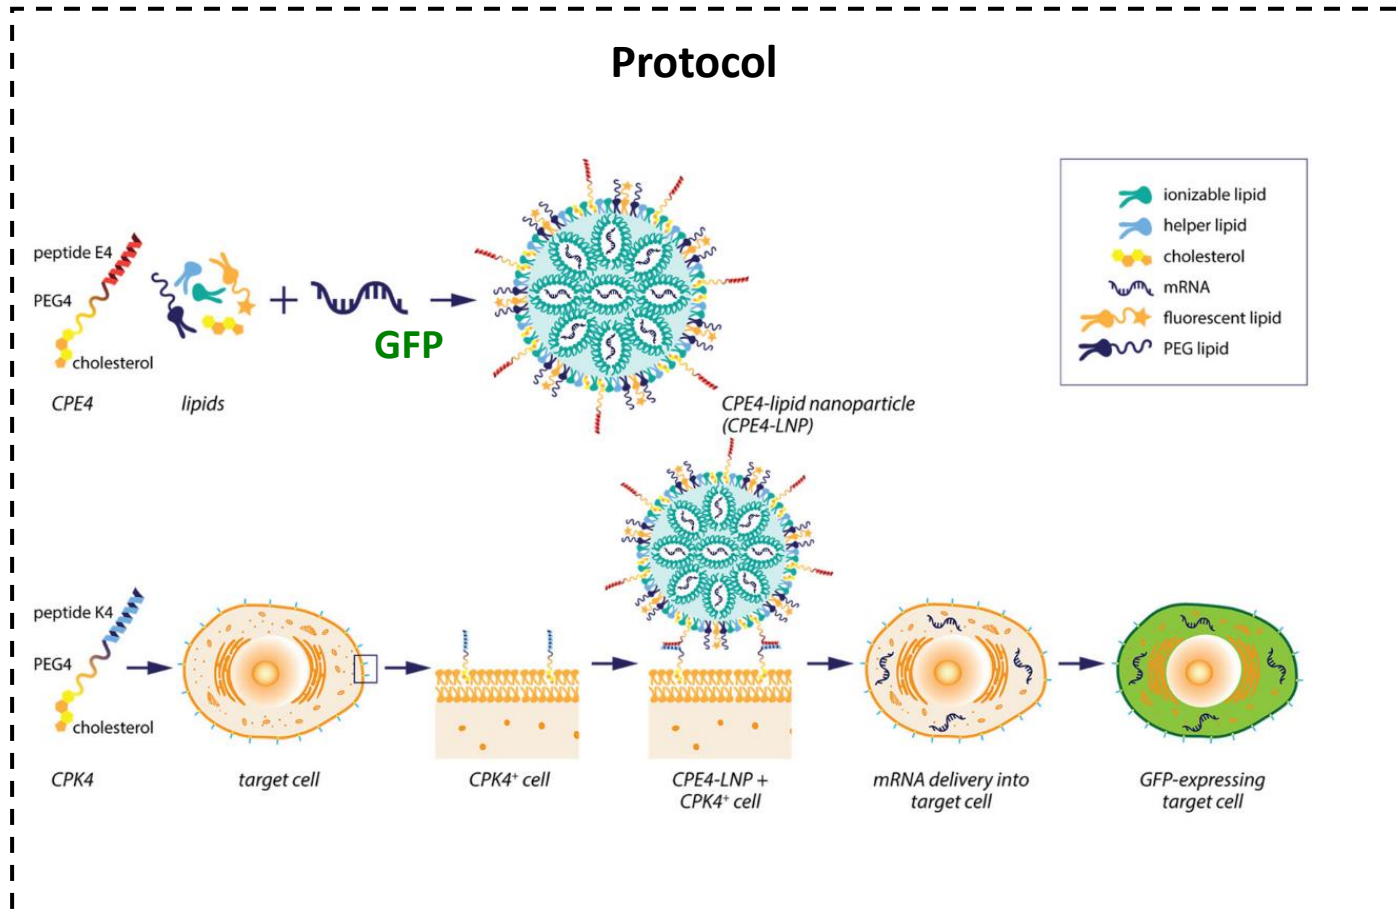 Protocol
ionizable lipid
helper lipid
cholesterol
mRNA
fluorescent lipid
PEG lipid
peptide E4
PEG4
cholesterol
CPE4
lipids
GFP
CPE4-lipid nanoparticle
(CPE4-LNP)
peptide K4
PEG4
cholesterol
CPK4
target cell
CPK4⁺ cell
CPE4-LNP +
CPK4⁺ cell
mRNA delivery into
target cell
GFP-expressing
target cell